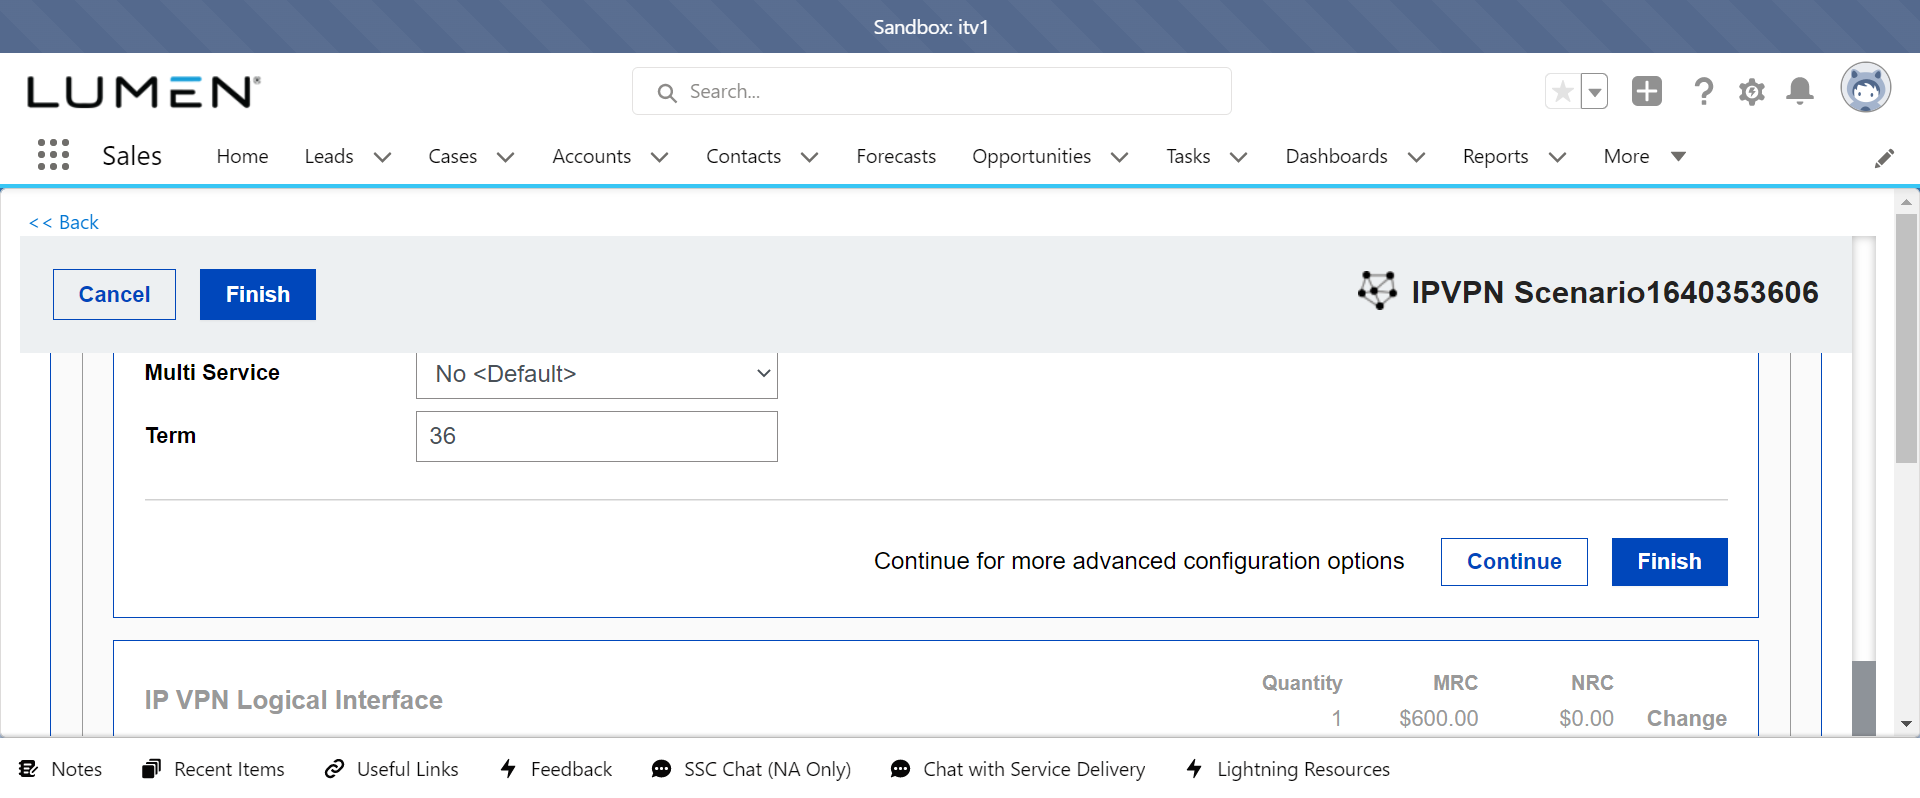 Sandbox: itv1
LUMEN
Search...
Sales Home Leads Cases Accounts Contacts Forecasts Opportunities Tasks Dashboards Reports More
<< Back
Cancel Finish IPVPN Scenario1640353606
Multi Service No <Default>
Term 36
Continue for more advanced configuration options Continue Finish
Quantity MRC NRC
IP VPN Logical Interface
1 $600.00 $0.00 Change
Notes Recent Items Useful Links Feedback SSC Chat (NA Only) Chat with Service Delivery Lightning Resources